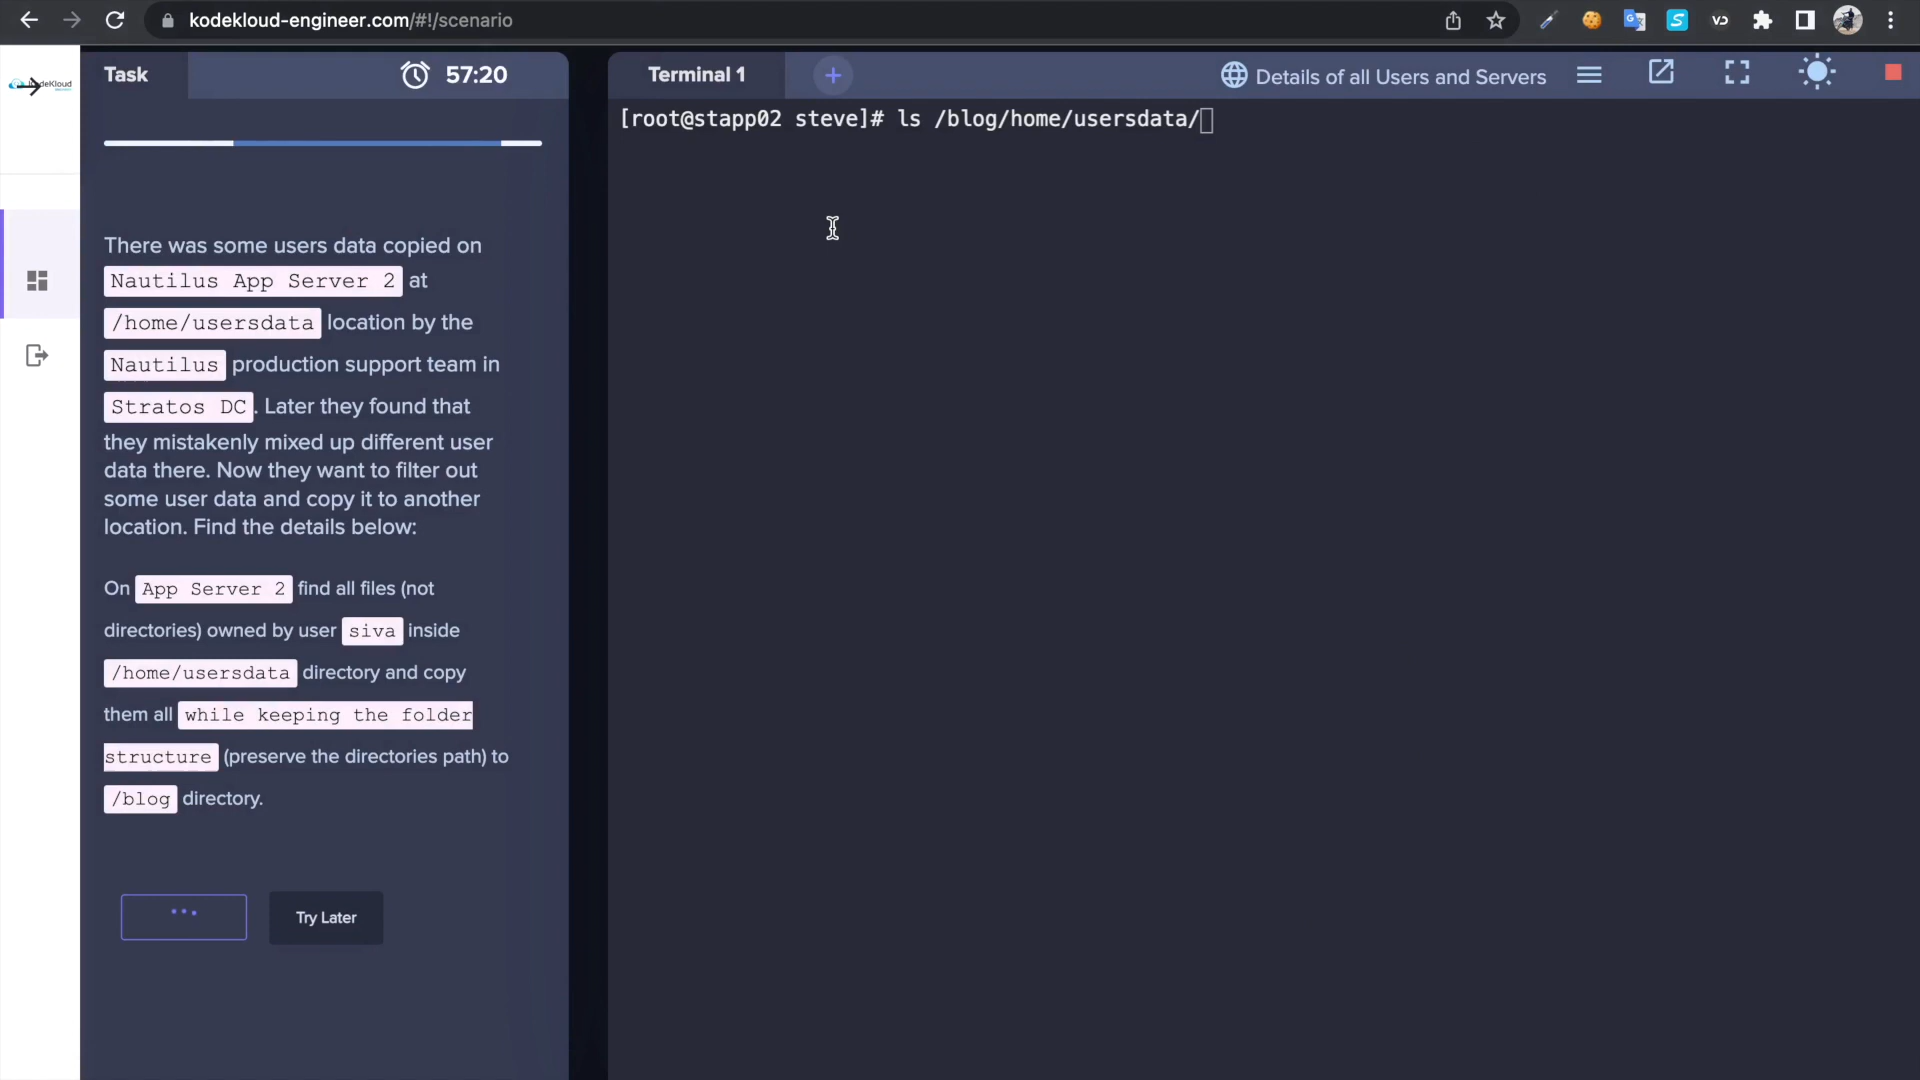 kodekloud-engineer.com/#!/scenario
Task
57:20
Terminal 1
+
Details of all Users and Servers
[root@stapp02 steve]# ls /blog/home/usersdata/
There was some users data copied on
Nautilus App Server 2 at
/home/usersdata location by the
Nautilus production support team in
Stratos DC. Later they found that
they mistakenly mixed up different user
data there. Now they want to filter out
some user data and copy it to another
location. Find the details below:
On App Server 2 find all files (not
directories) owned by user siva inside
/home/usersdata directory and copy
them all while keeping the folder
structure (preserve the directories path) to
/blog directory.
Try Later